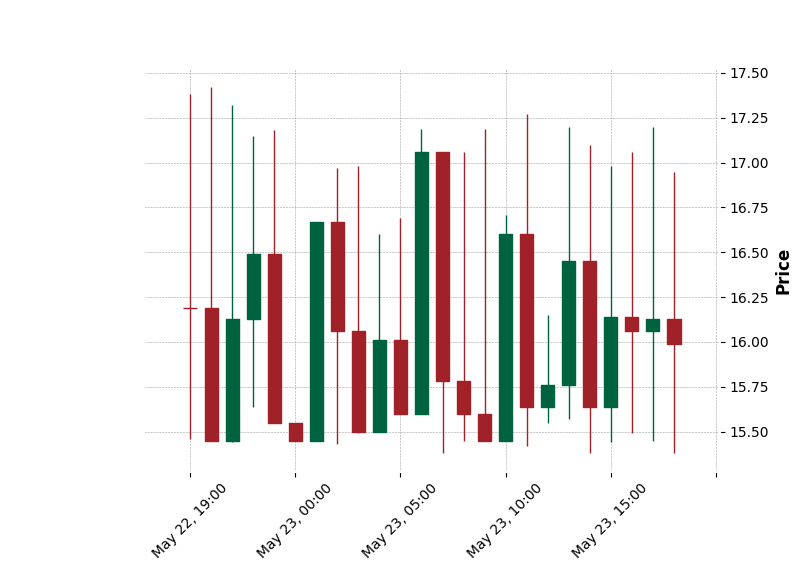 17.50
17.25
17.00
16.75
16.50
16.25
16.00
15.75
15.50
Price
May 22, 19:00
May 23, 00:00
May 23, 05:00
May 23, 10:00
May 23, 15:00